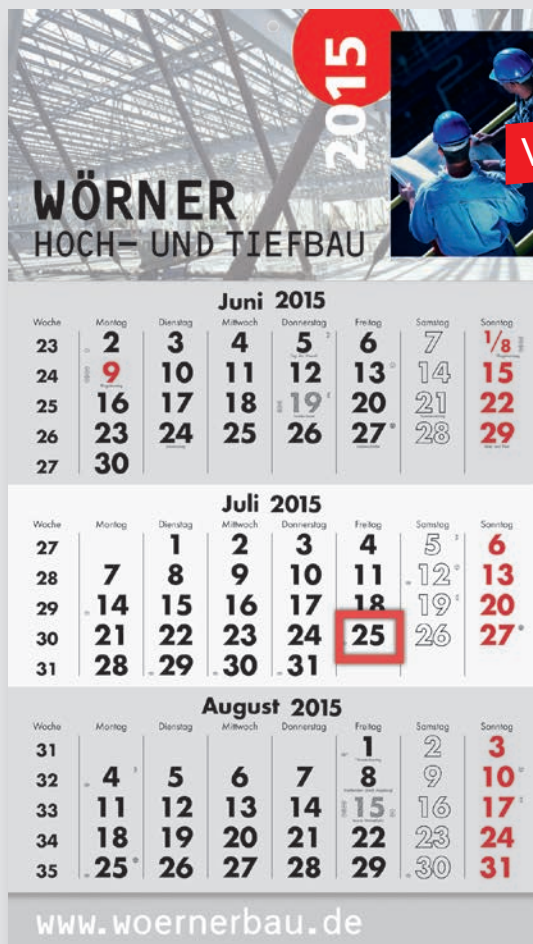 2015
V
WÖRNER
HOCH- UND TIEFBAU
Juni 2015
Woche Montag Dienstag Mittwoch Donnerstag Freitag Samstag Sonntag
23 2 3 4 5 6 7 1/8
24 9 10 11 12 13 14 15
25 16 17 18 19 20 21 22
26 23 24 25 26 27 28 29
27 30
Juli 2015
Woche Montag Dienstag Mittwoch Donnerstag Freitag Samstag Sonntag
27 1 2 3 4 5 6
28 7 8 9 10 11 12 13
29 14 15 16 17 18 19 20
30 21 22 23 24 25 26 27
31 28 29 30 31
August 2015
Woche Montag Dienstag Mittwoch Donnerstag Freitag Samstag Sonntag
31 1 2 3
32 4 5 6 7 8 9 10
33 11 12 13 14 15 16 17
34 18 19 20 21 22 23 24
35 25 26 27 28 29 30 31
www.woernerbau.de